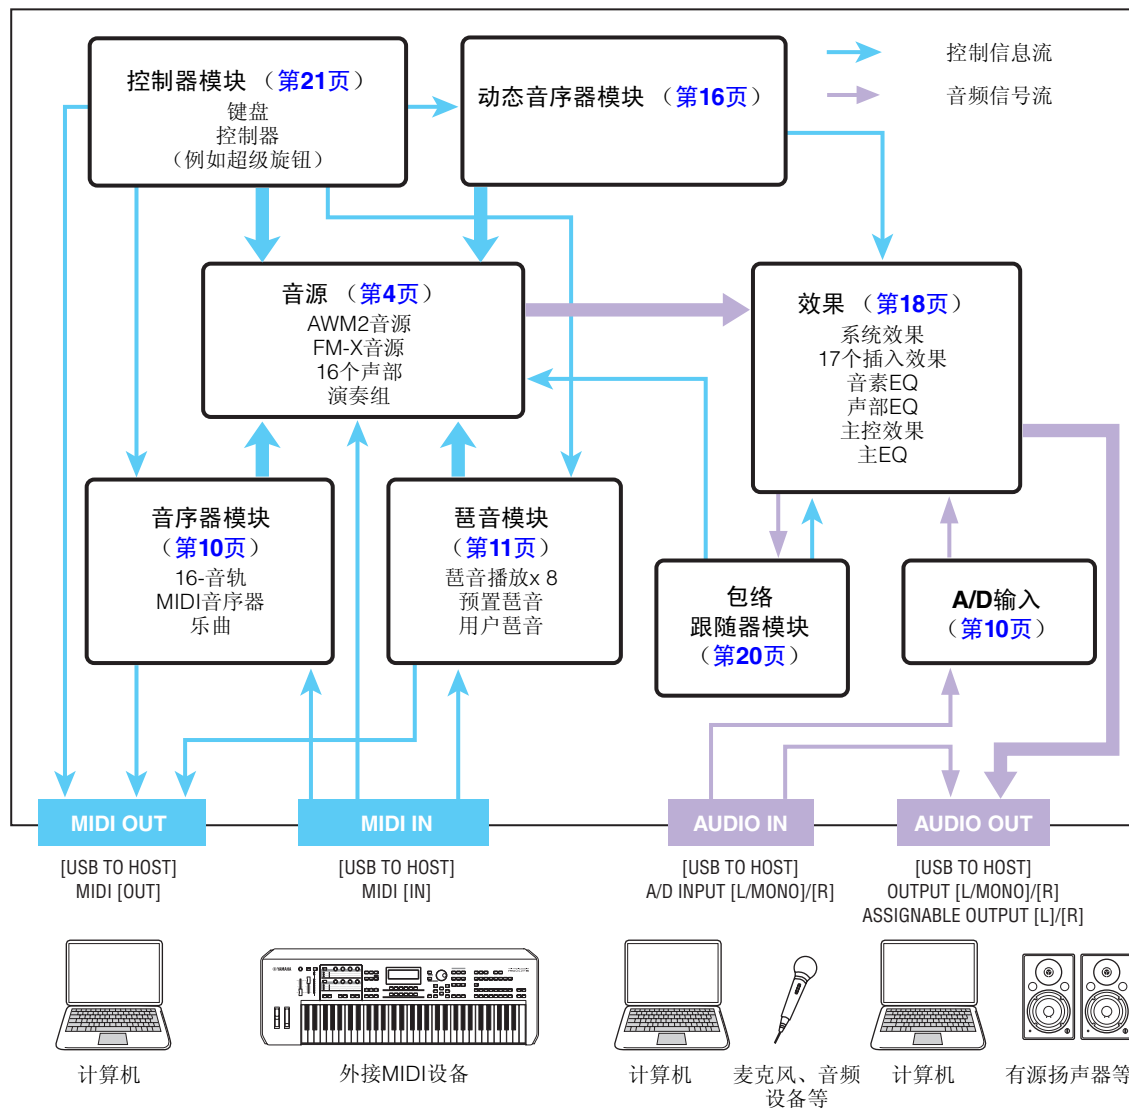 控制器模块 （第21页）
键盘
控制器
（例如超级旋钮）
动态音序器模块 （第16页）
控制信息流
音频信号流
音源 （第4页）
AWM2音源
FM-X音源
16个声部
演奏组
效果 （第18页）
系统效果
17个插入效果
音素EQ
声部EQ
主控效果
主EQ
音序器模块
（第10页）
16-音轨
MIDI音序器
乐曲
琶音模块
（第11页）
琶音播放x 8
预置琶音
用户琶音
包络
跟随器模块
（第20页）
A/D输入
（第10页）
MIDI OUT
MIDI IN
AUDIO IN
AUDIO OUT
[USB TO HOST]
MIDI [OUT]
[USB TO HOST]
MIDI [IN]
[USB TO HOST]
A/D INPUT [L/MONO]/[R]
[USB TO HOST]
OUTPUT [L/MONO]/[R]
ASSIGNABLE OUTPUT [L]/[R]
YAMAHA
计算机
外接MIDI设备
计算机
麦克风、音频
设备等
计算机
有源扬声器等